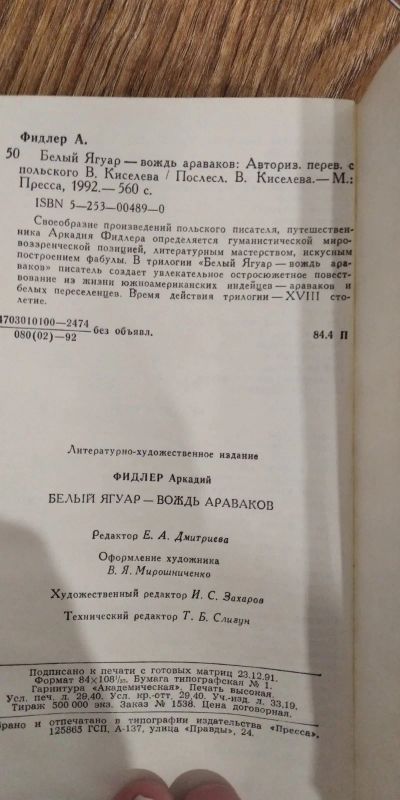 Фидлер А.
50 Белый Ягуар — вождь араваков: Авториз. перев. с
польского В. Киселева / Послесл. В. Киселева.— М.:
Пресса, 1992.— 560 с.
ISBN 5—253—00489—0
Своеобразие произведений польского писателя, путешествен-
ника Аркадия Фидлера определяется гуманистической миро-
воззренческой позицией, литературным мастерством, искусным
построением фабулы. В трилогии «Белый Ягуар — вождь ара-
ваков» писатель создает увлекательное остросюжетное повест-
вование из жизни южноамериканских индейцев — араваков и
белых переселенцев. Время действия трилогии — XVIII сто-
летие.
4703010100—2474
080(02)—92
без объявл.
84.4 П
Литературно-художественное издание
ФИДЛЕР Аркадий
БЕЛЫЙ ЯГУАР — ВОЖДЬ АРАВАКОВ
Редактор Е. А. Дмитриева
Оформление художника
В. Я. Мирошниченко
Художественный редактор И. С. Захаров
Технический редактор Т. Б. Слизун
Подписано к печати с готовых матриц 23.12.91.
Формат 84×108¹/₃₂. Бумага типографская № 1.
Гарнитура «Академическая». Печать высокая.
Усл. печ. л. 29,40. Усл. кр.-отт. 29,40. Уч.-изд. л. 33,19.
Тираж 500 000 экз. Заказ № 1538. Цена договорная.
брано и отпечатано в типографии издательства «Пресса»,
125865 ГСП, А-137, улица «Правды», 24.